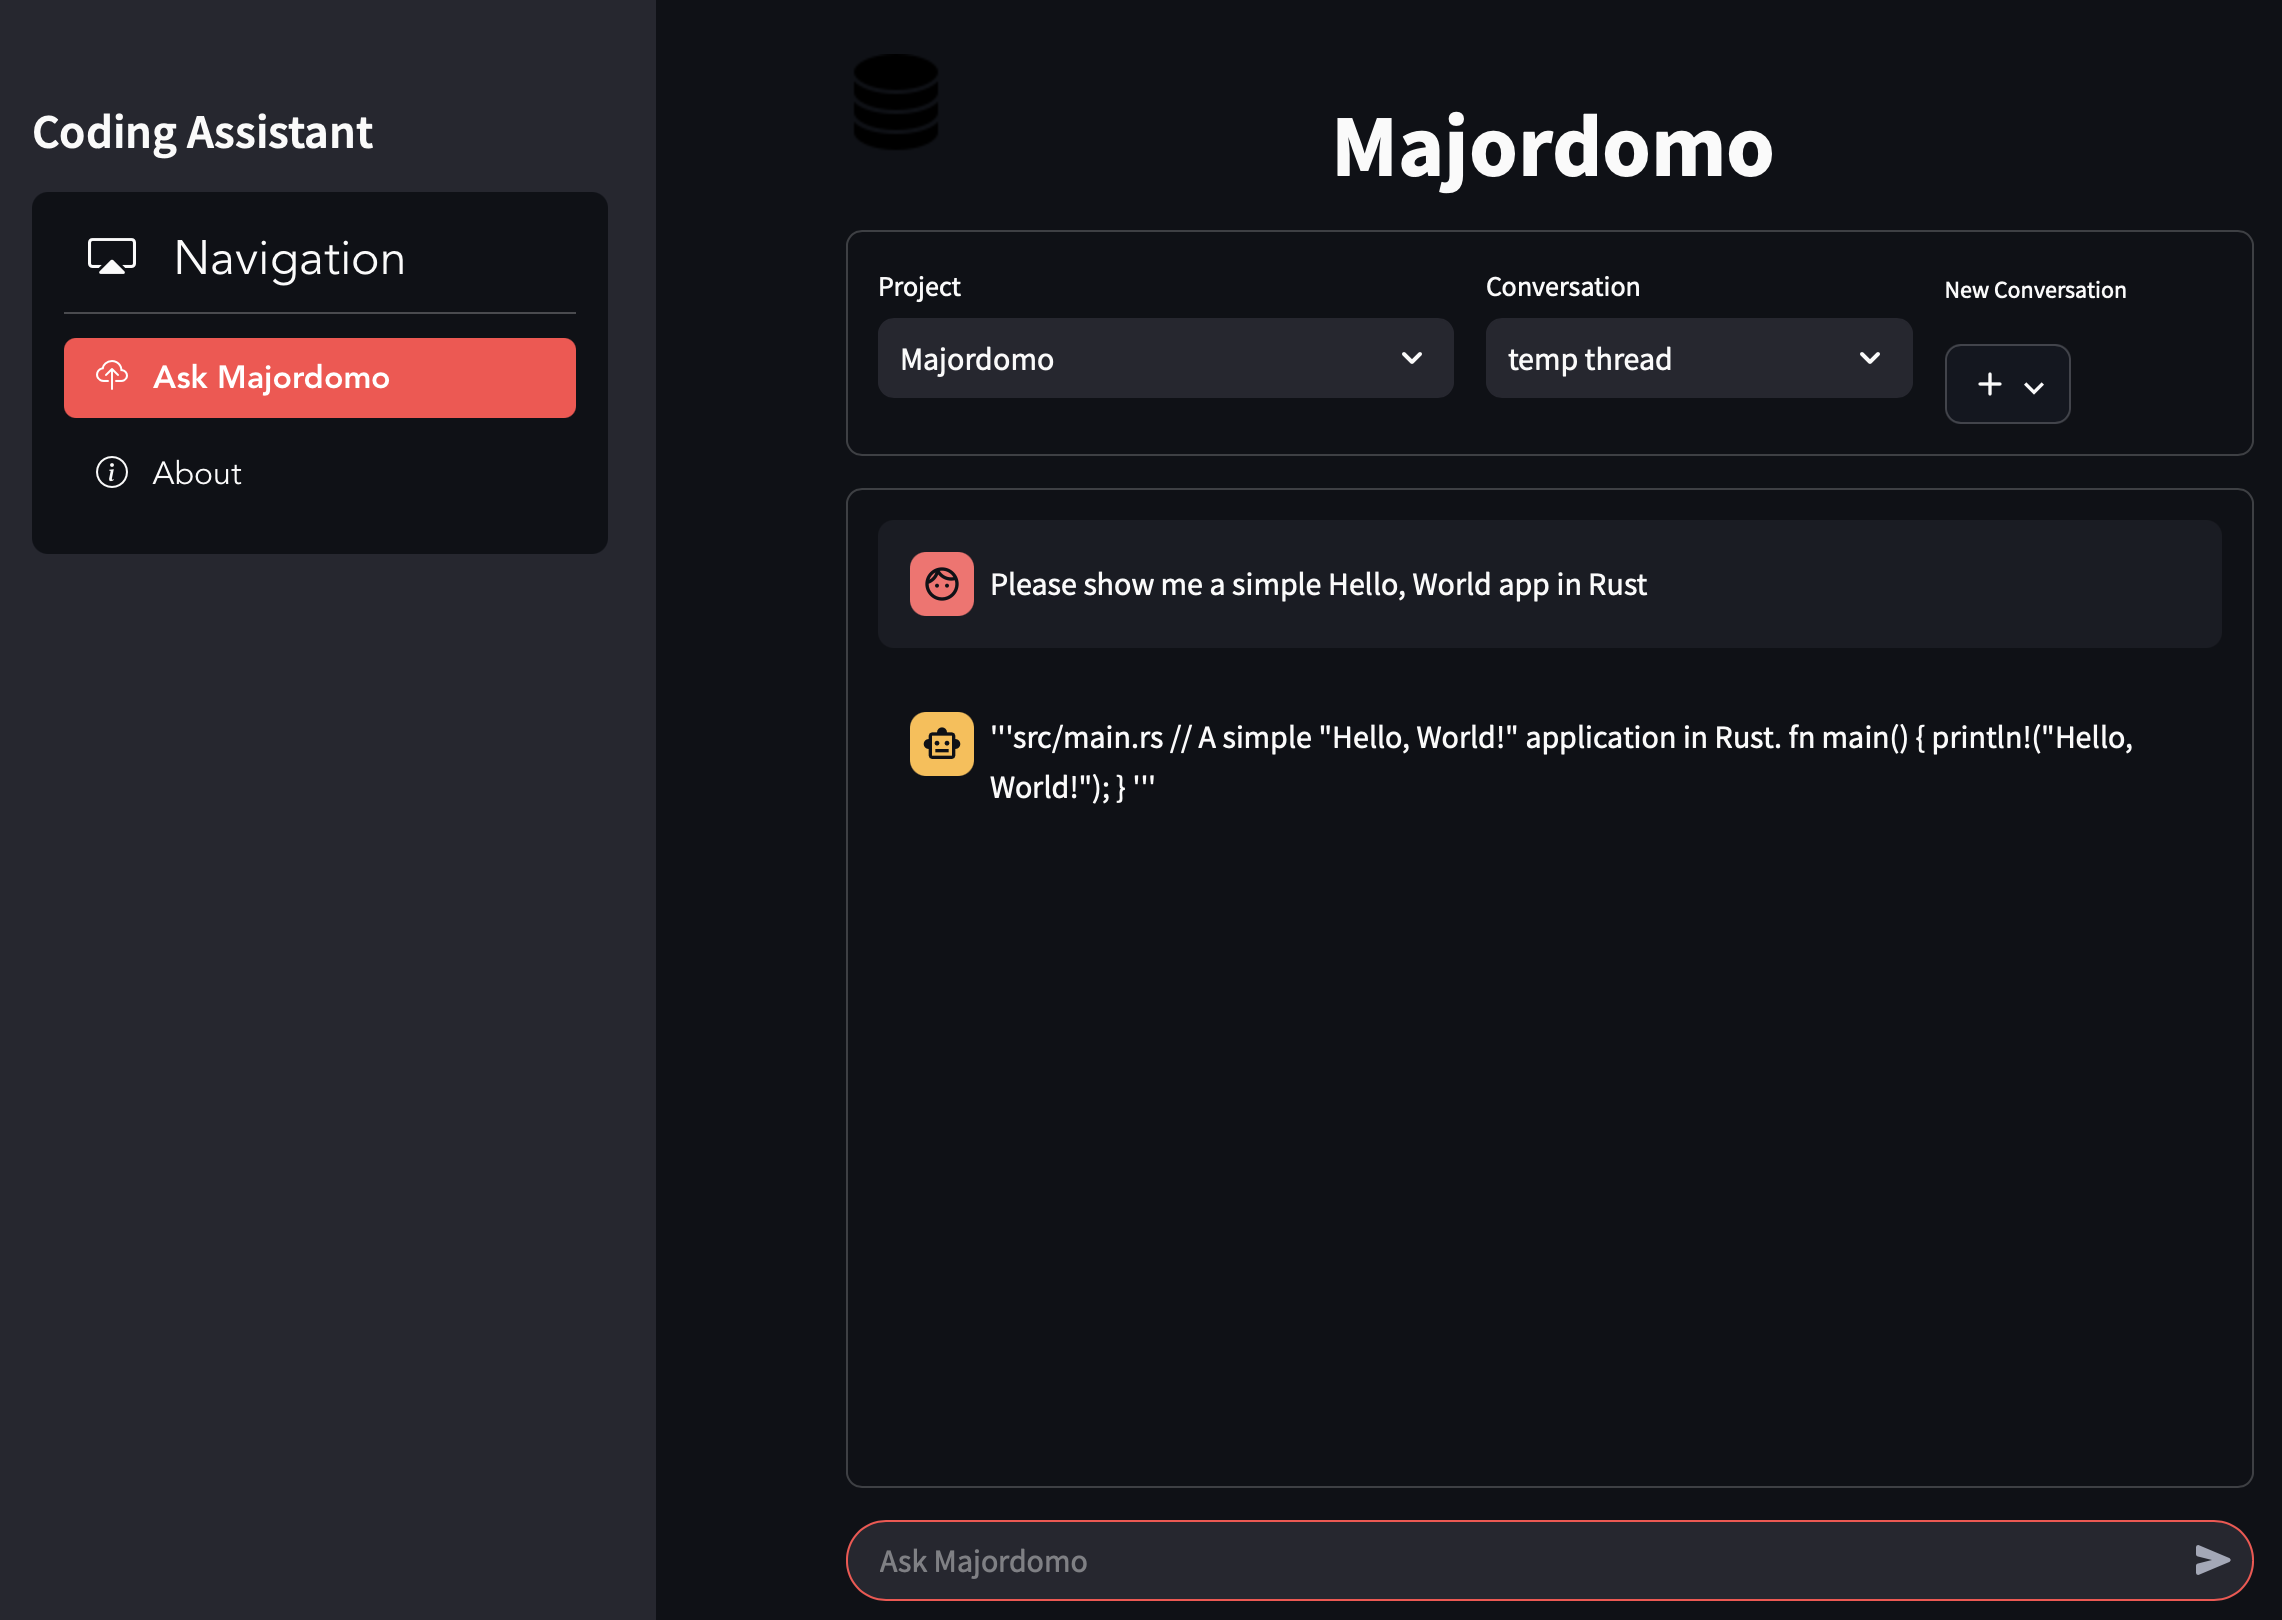 Coding Assistant
Navigation
Ask Majordomo
About
Majordomo
Project
Conversation
New Conversation
Majordomo
temp thread
Please show me a simple Hello, World app in Rust
'''src/main.rs // A simple "Hello, World!" application in Rust. fn main() { println!("Hello,
World!"); } '''
Ask Majordomo